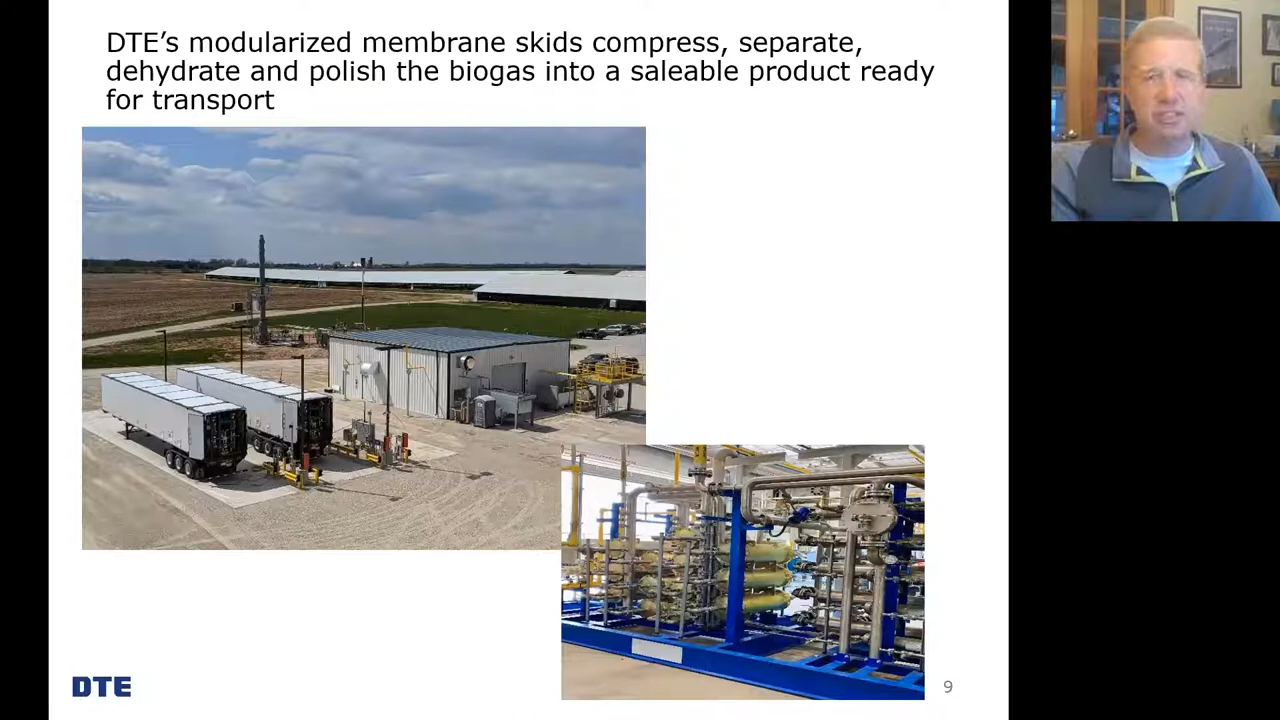 DTE's modularized membrane skids compress, separate,
dehydrate and polish the biogas into a saleable product ready
for transport
DTE
9